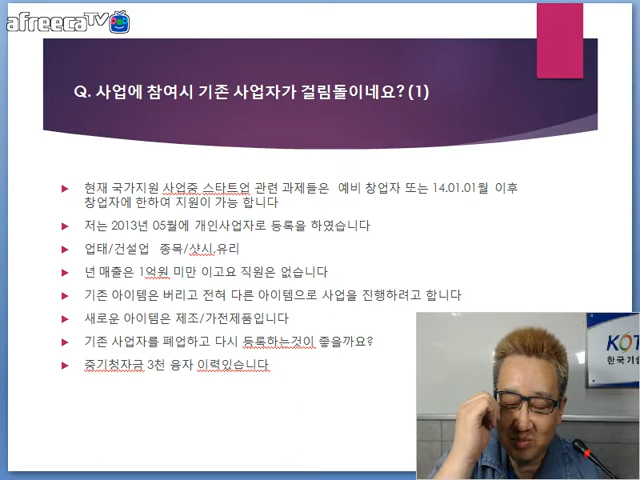 afreecaTV
Q. 사업에 참여시 기존 사업자가 걸림돌이네요? (1)
현재 국가지원 사업중 스타트업 관련 과제들은 예비 창업자 또는 14.01.01월 이후
창업자에 한하여 지원이 가능 합니다
저는 2013년 05월에 개인사업자로 등록을 하였습니다
업태/건설업 종목/샷시,유리
년 매출은 1억원 미만 이고요 직원은 없습니다
기존 아이템은 버리고 전혀 다른 아이템으로 사업을 진행하려고 합니다
새로운 아이템은 제조/가전제품입니다
기존 사업자를 폐업하고 다시 등록하는것이 좋을까요?
중기청자금 3천 융자 이력있습니다
KOT
한국기술